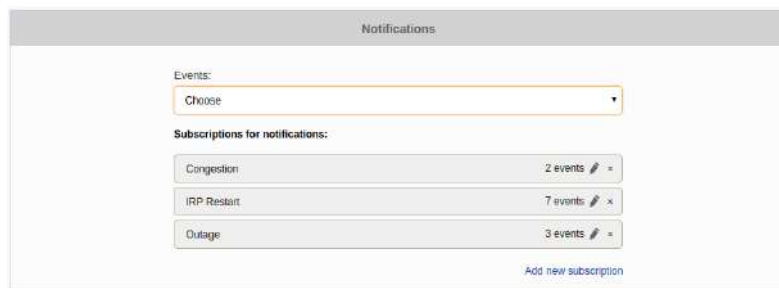 Notifications
Events:
Choose
Subscriptions for notifications:
Congestion 2 events ×
IRP Restart 7 events ×
Outage 3 events ×
Add new subscription